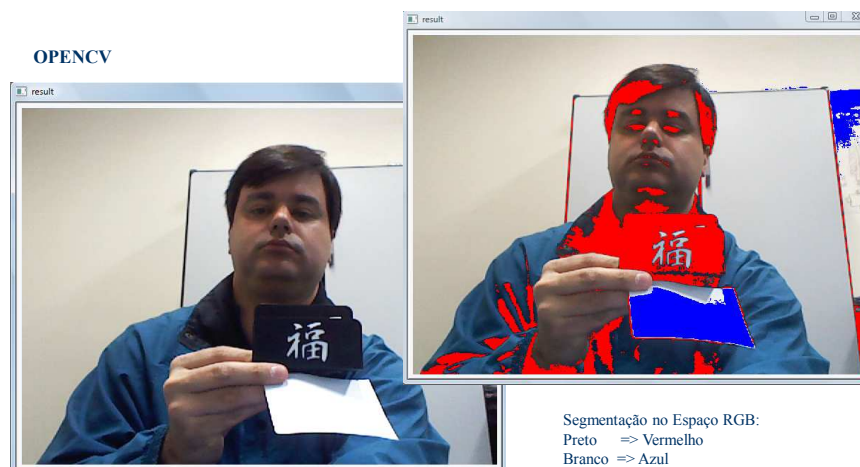 result
OPENCV
result
福
福
Segmentação no Espaço RGB:
Preto => Vermelho
Branco => Azul